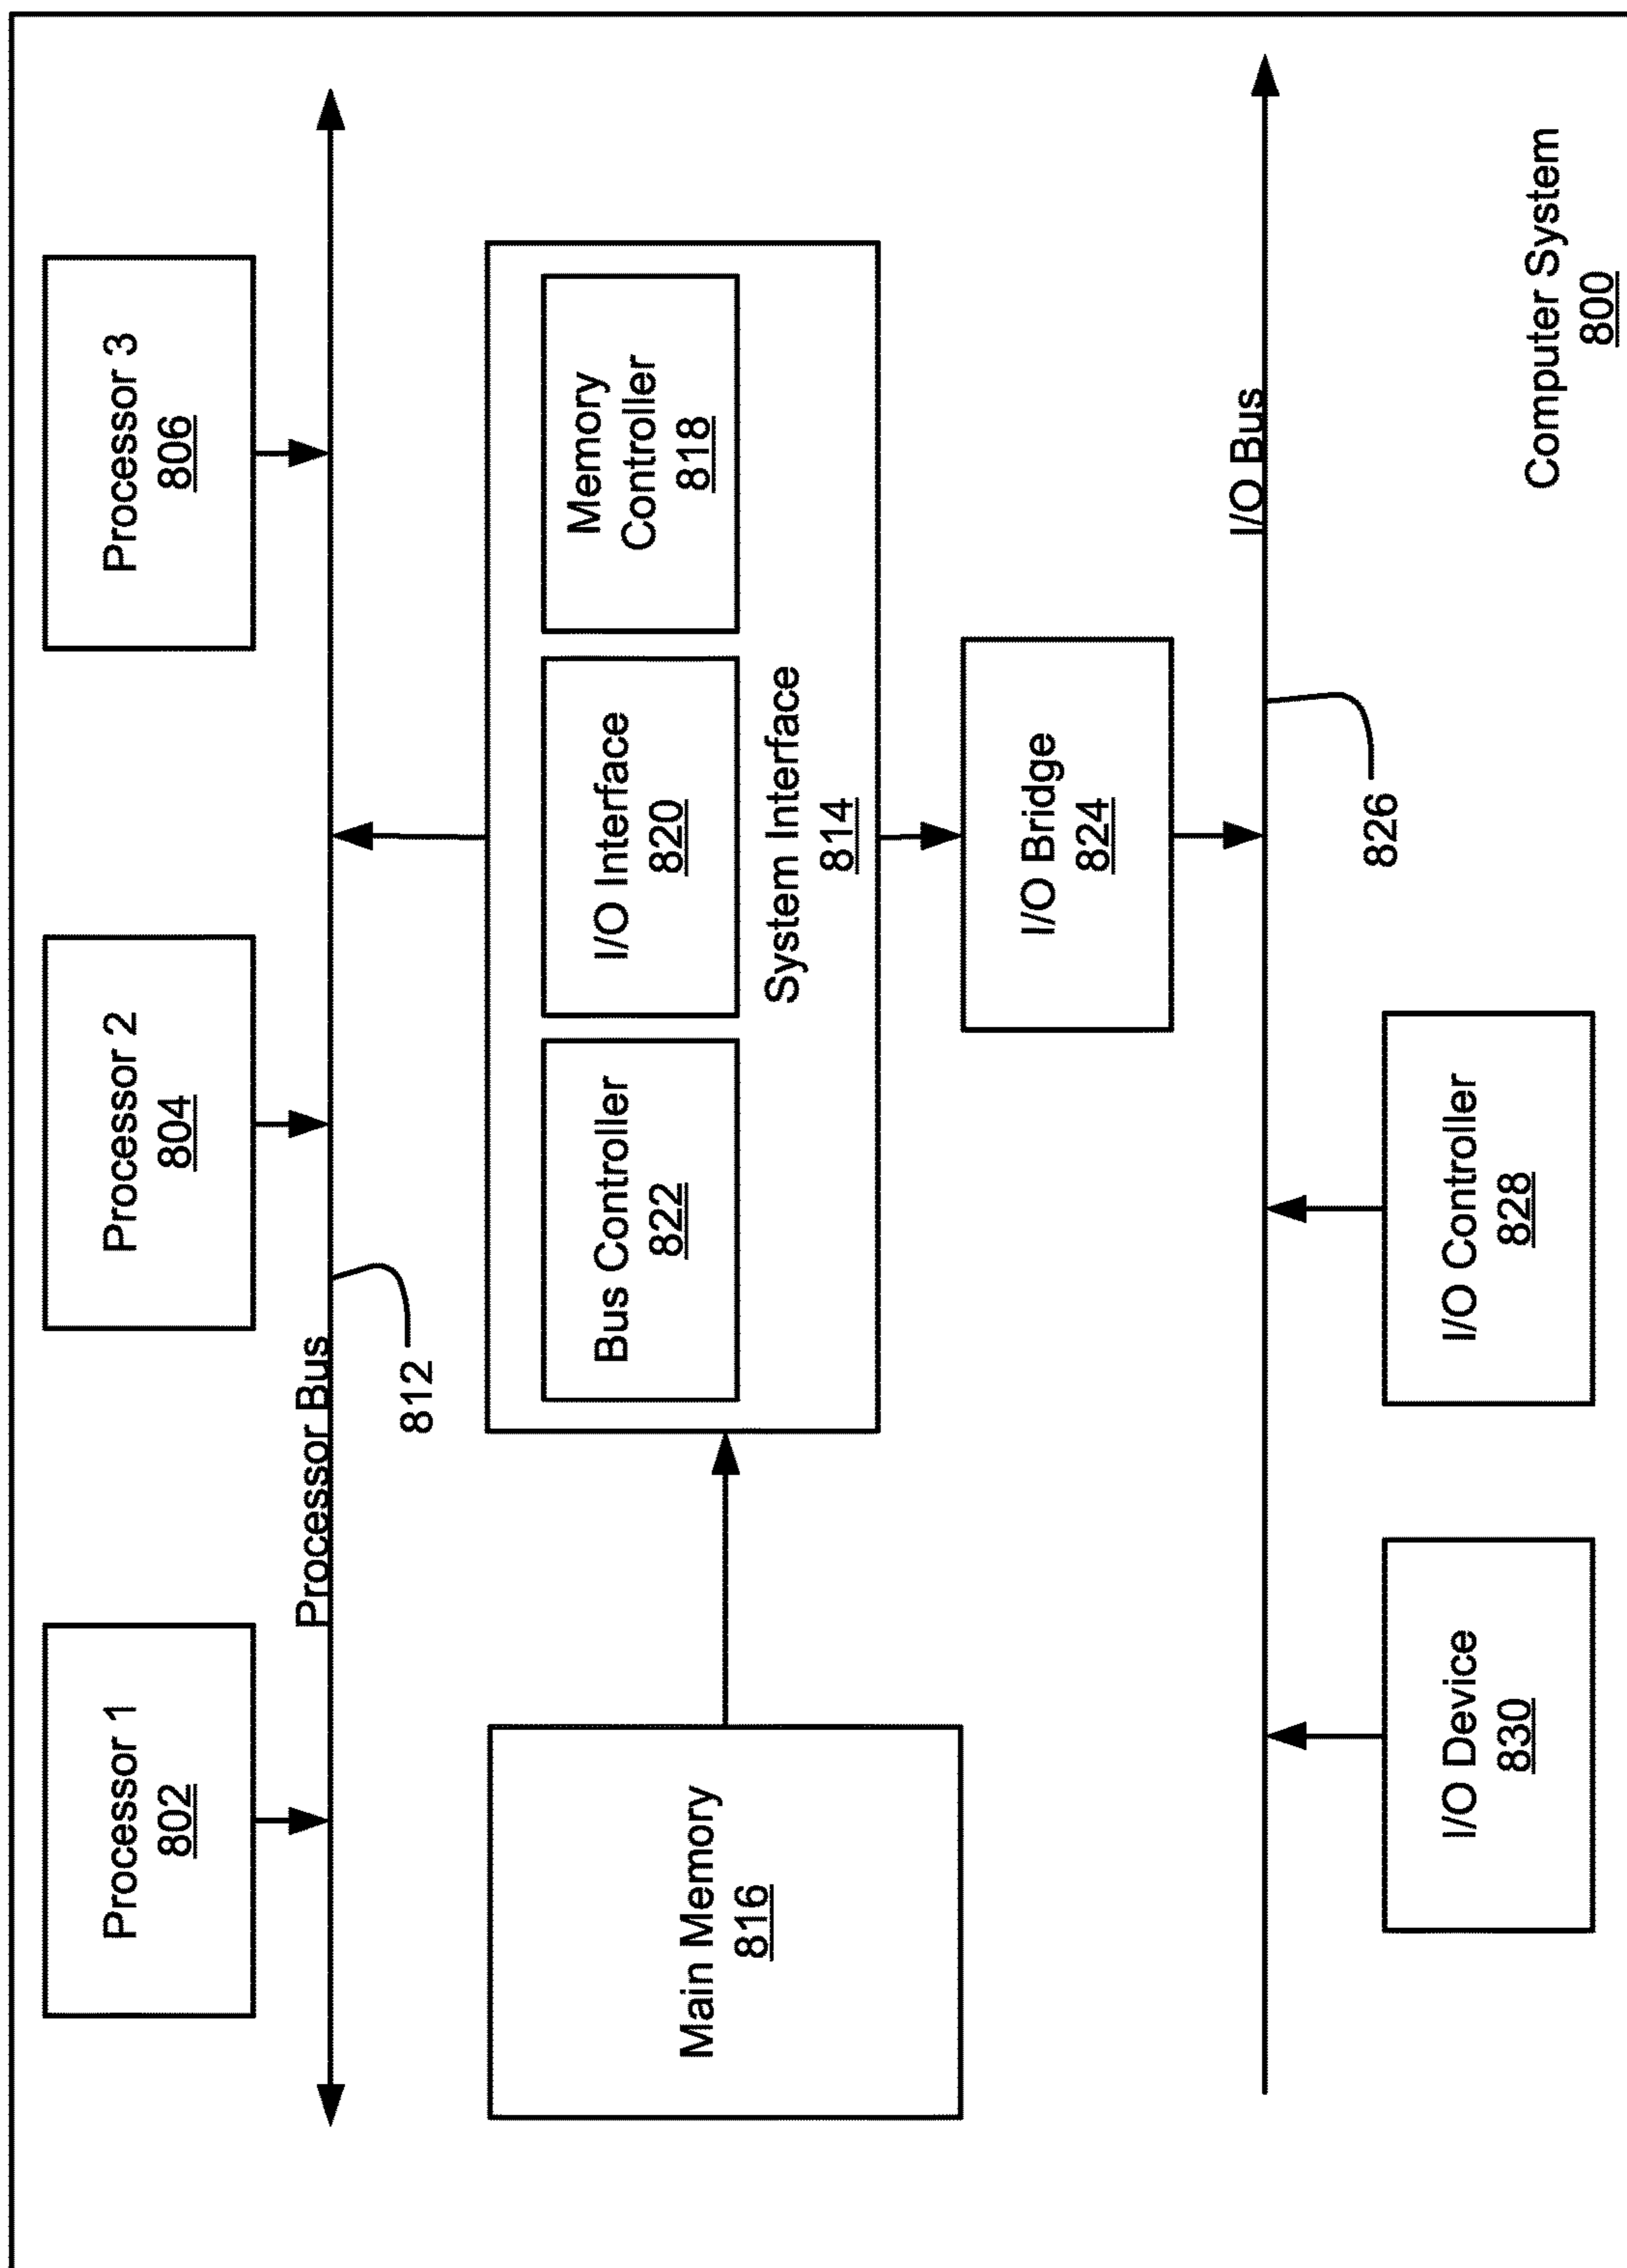 Processor 1
802
Processor 2
804
Processor 3
806
Processor Bus
812
Main Memory
816
Bus Controller
822
I/O Interface
820
Memory
Controller
818
System Interface
814
I/O Bridge
824
I/O Bus
826
I/O Device
830
I/O Controller
828
Computer System
800